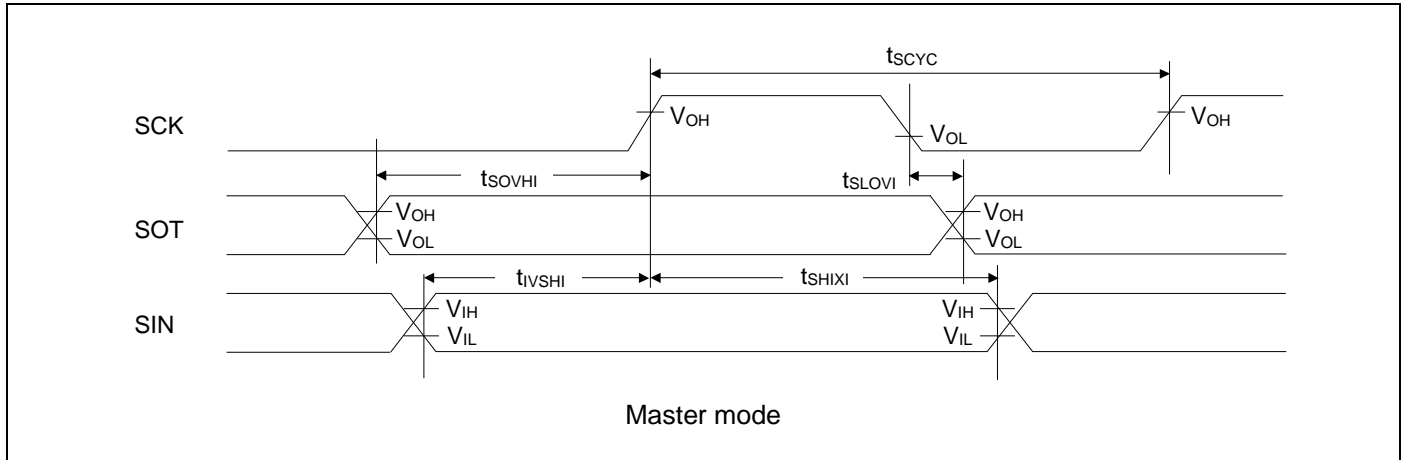 tSCYC
SCK
VOH
VOL
VOH
tSOVHI
tSLOVI
SOT
VOH
VOL
VOH
VOL
tIVSHI
tSHIXI
SIN
VIH
VIL
VIH
VIL
Master mode